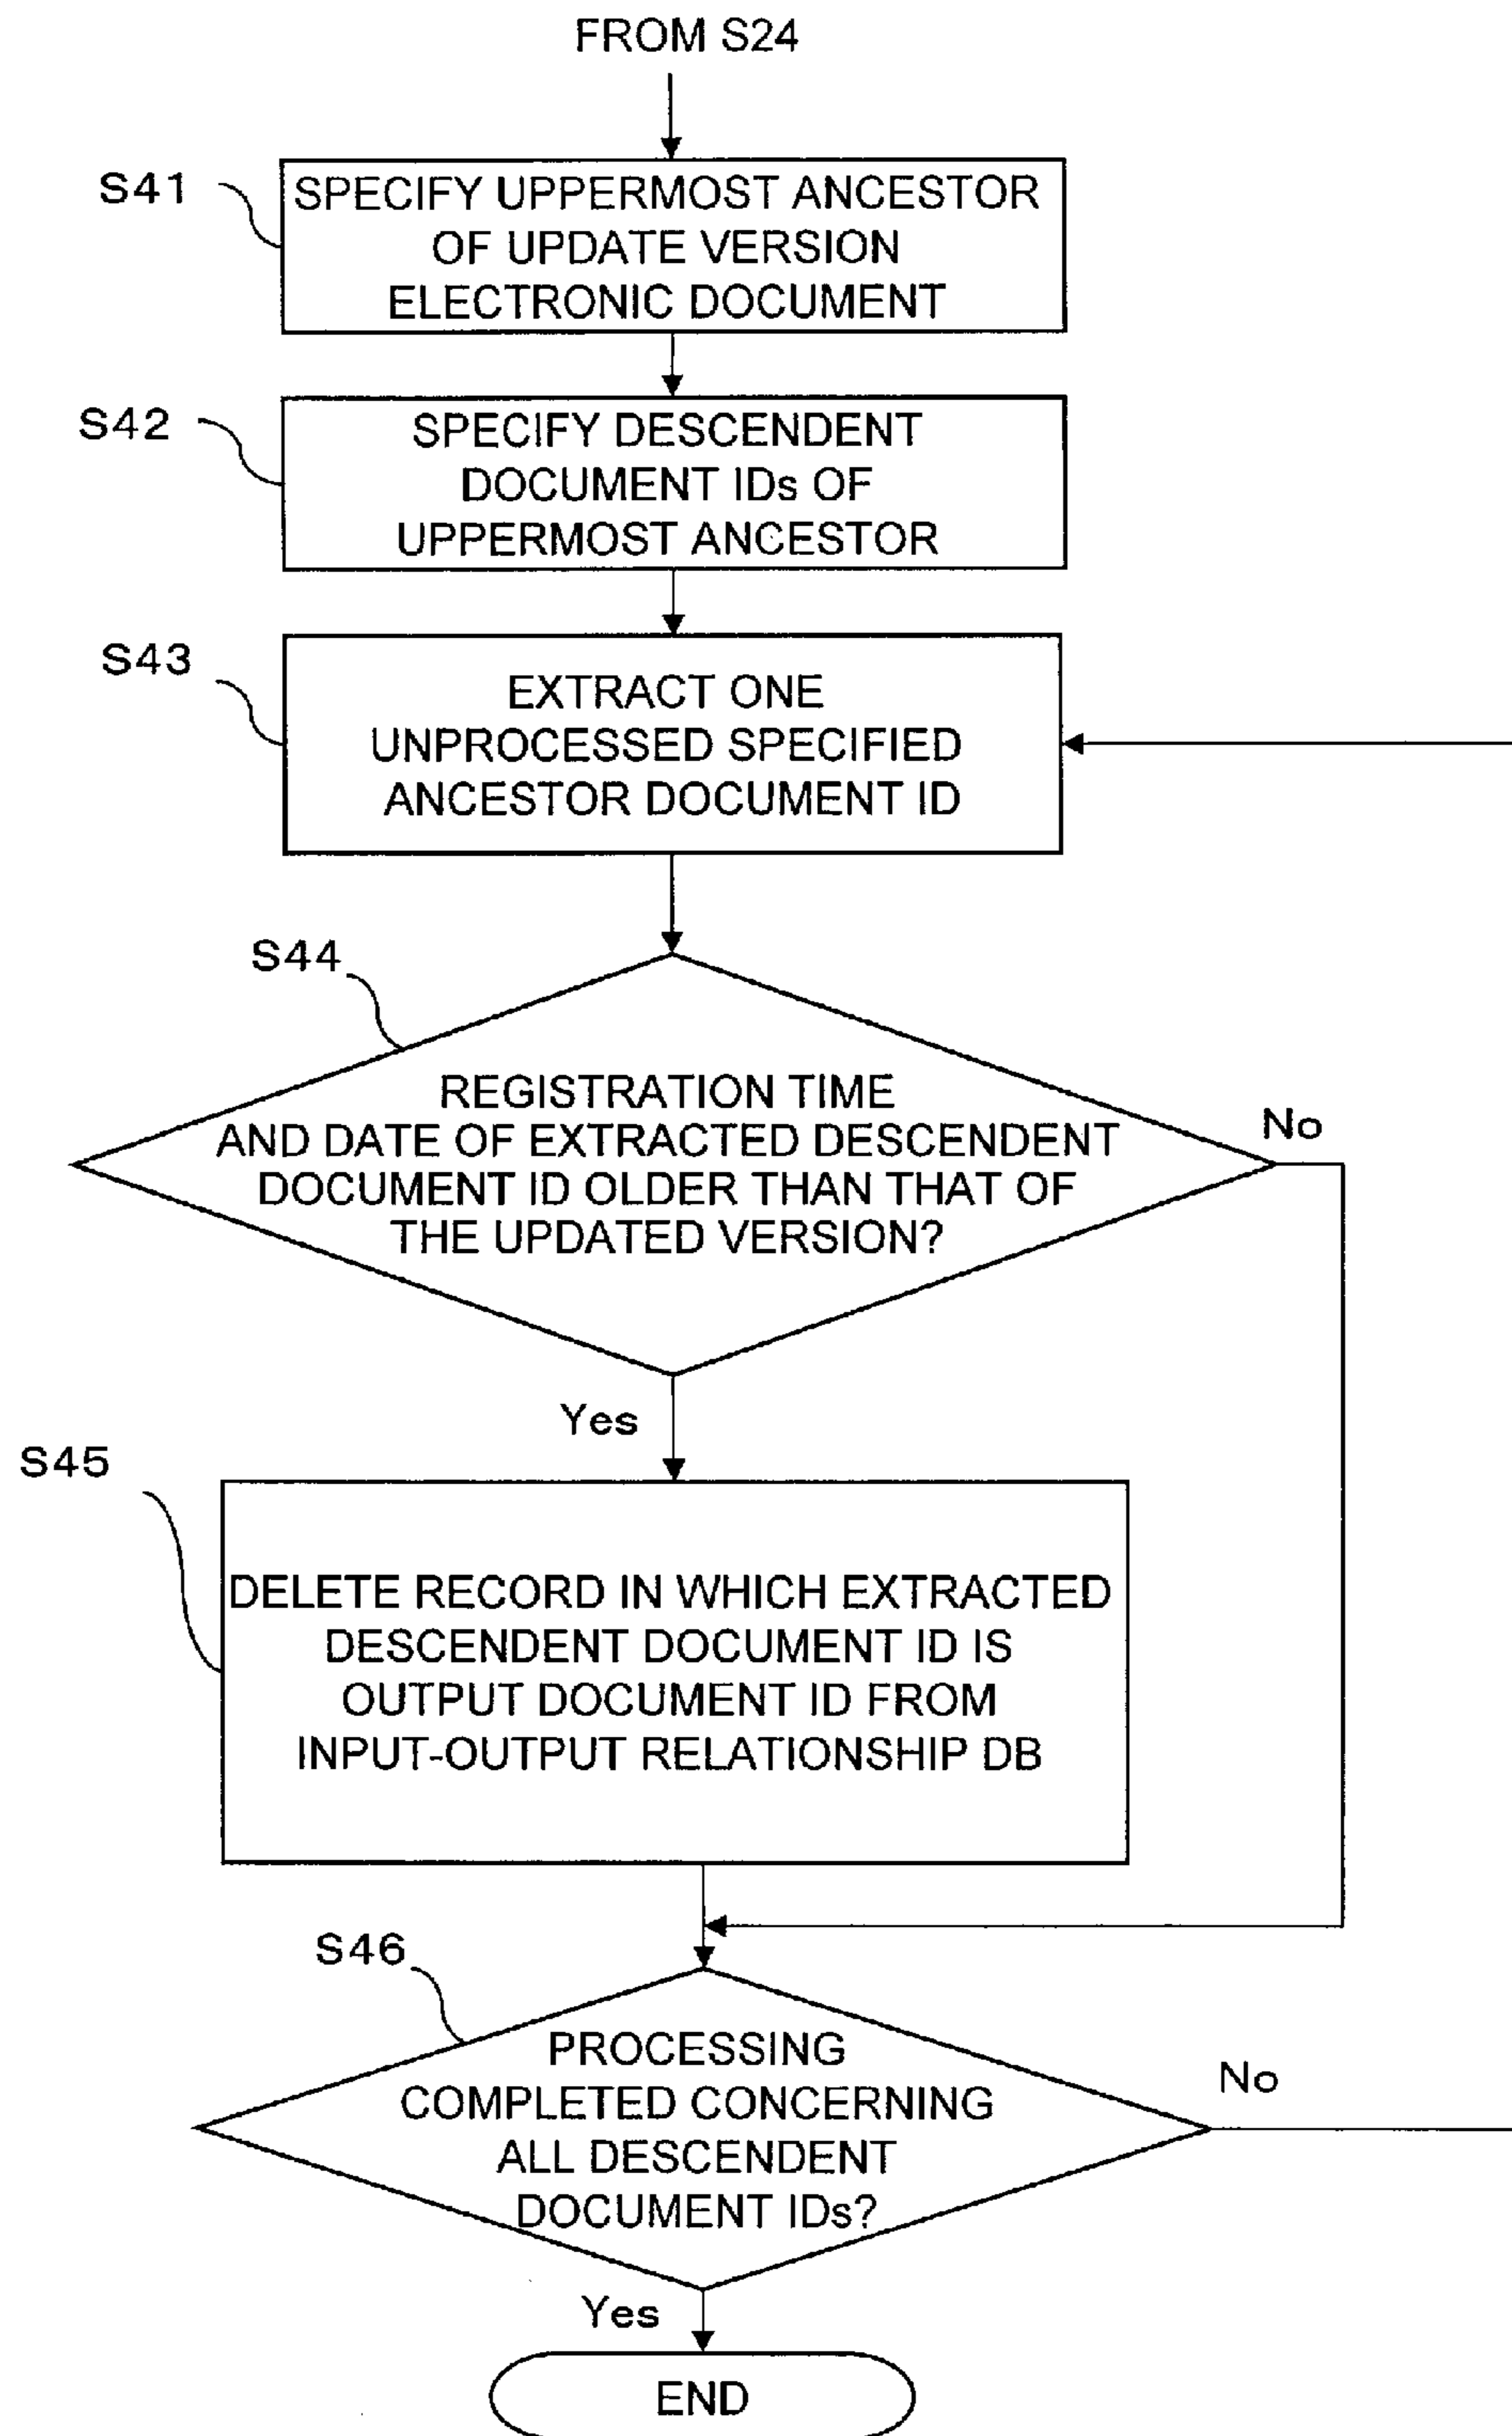 FROM S24
S41
SPECIFY UPPERMOST ANCESTOR
OF UPDATE VERSION
ELECTRONIC DOCUMENT
S42
SPECIFY DESCENDENT
DOCUMENT IDs OF
UPPERMOST ANCESTOR
S43
EXTRACT ONE
UNPROCESSED SPECIFIED
ANCESTOR DOCUMENT ID
S44
REGISTRATION TIME
AND DATE OF EXTRACTED DESCENDENT
DOCUMENT ID OLDER THAN THAT OF
THE UPDATED VERSION?
No
Yes
S45
DELETE RECORD IN WHICH EXTRACTED
DESCENDENT DOCUMENT ID IS
OUTPUT DOCUMENT ID FROM
INPUT-OUTPUT RELATIONSHIP DB
S46
PROCESSING
COMPLETED CONCERNING
ALL DESCENDENT
DOCUMENT IDs?
No
Yes
END